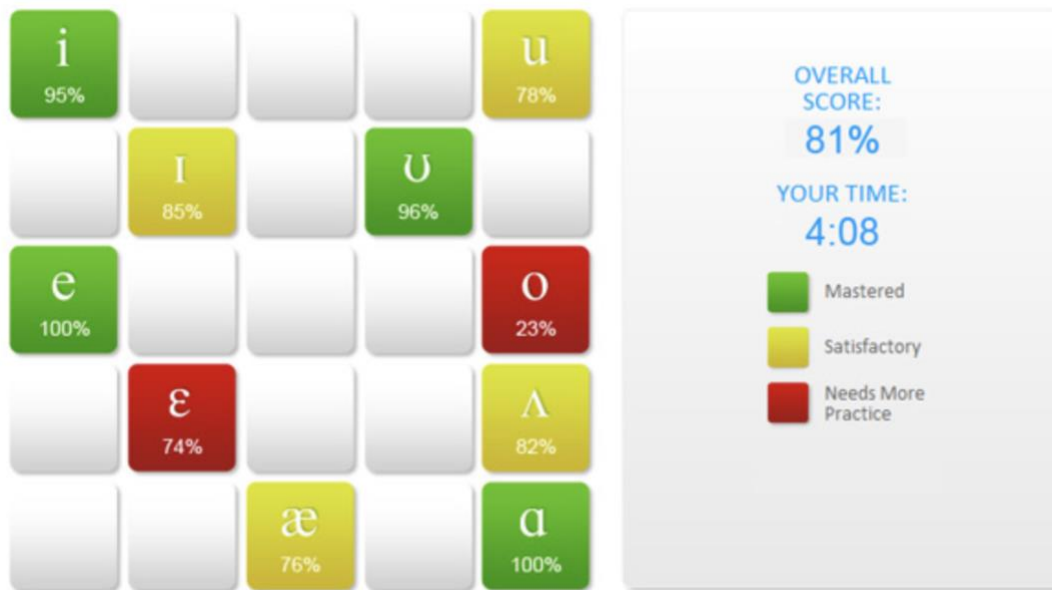 i
95%
u
78%
ɪ
85%
ʊ
96%
e
100%
o
23%
ɛ
74%
ʌ
82%
æ
76%
ɑ
100%
OVERALL
SCORE:
81%
YOUR TIME:
4:08
Mastered
Satisfactory
Needs More
Practice